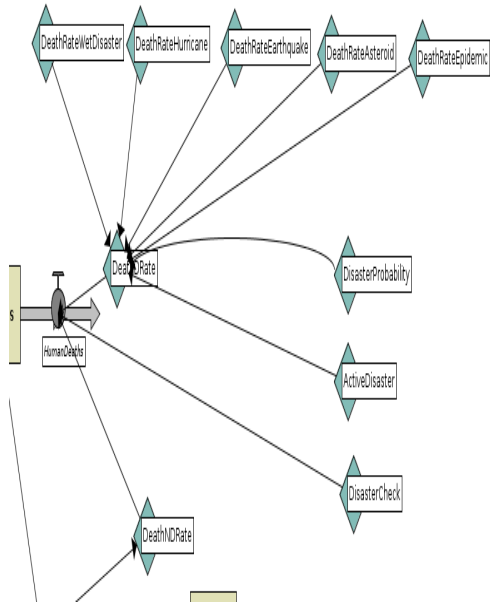 DeathRateWetDisaster
DeathRateHurricane
DeathRateEarthquake
DeathRateAsteroid
DeathRateEpidemic
DisasterProbability
s
HumanDeaths
ActiveDisaster
DisasterCheck
DeathNDRate